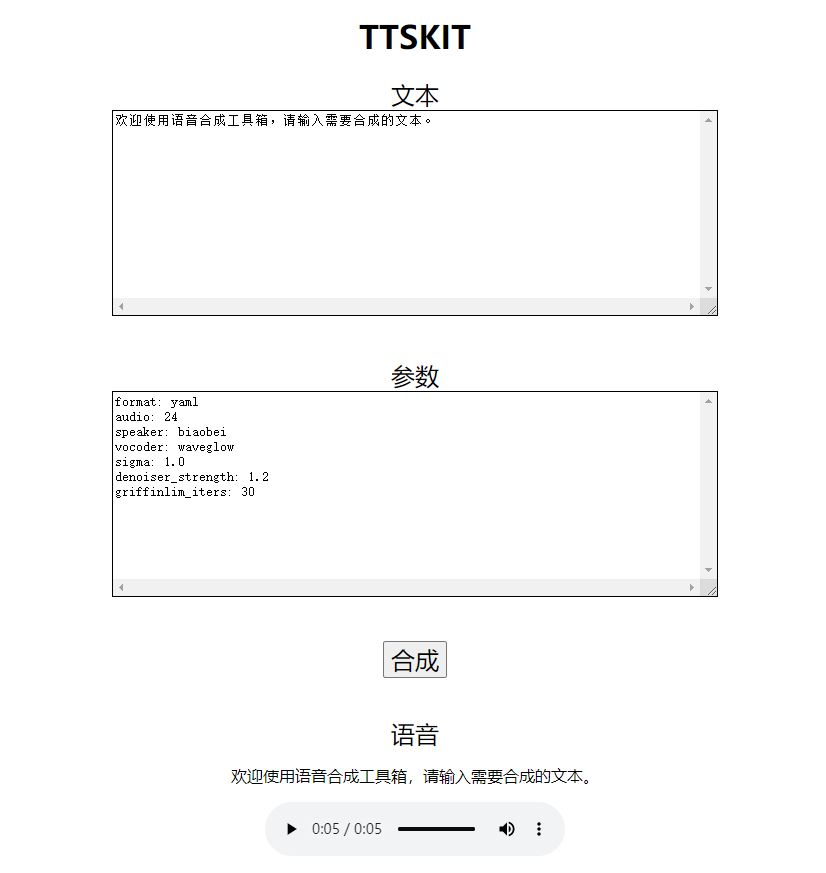 TTSKIT
文本
欢迎使用语音合成工具箱，请输入需要合成的文本。
参数
format: yaml
audio: 24
speaker: biaobei
vocoder: waveglow
sigma: 1.0
denoiser_strength: 1.2
griffinlim_iters: 30
合成
语音
欢迎使用语音合成工具箱，请输入需要合成的文本。
0:05 / 0:05